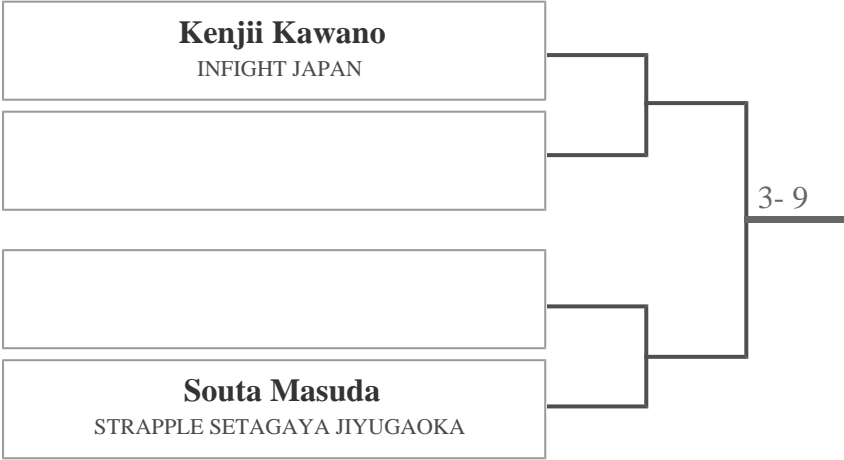 Kenjii Kawano
INFIGHT JAPAN
3- 9
Souta Masuda
STRAPPLE SETAGAYA JIYUGAOKA